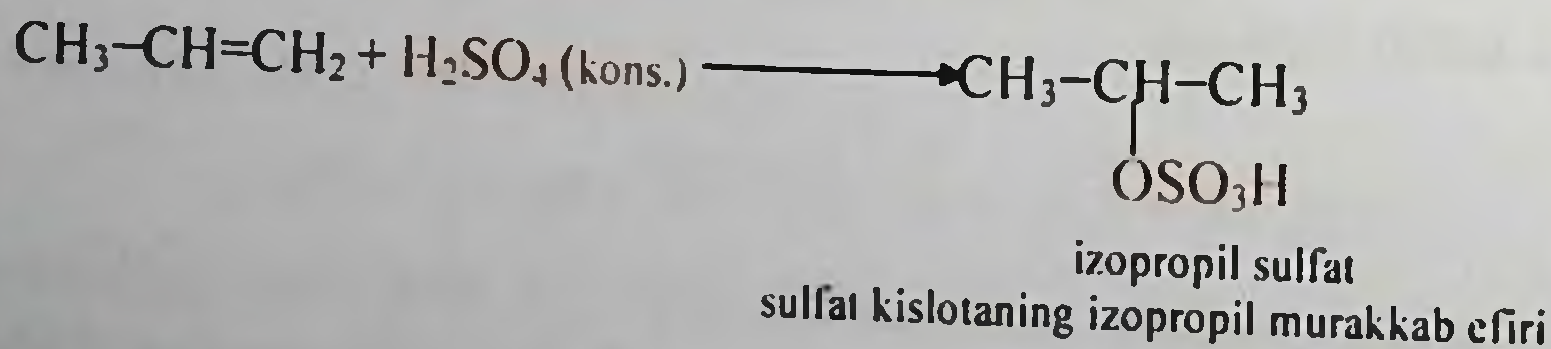 CH₃–CH=CH₂ + H₂SO₄ (kons.) ⟶ CH₃–CH–CH₃
OSO₃H
izopropil sulfat
sulfat kislotaning izopropil murakkab efiri